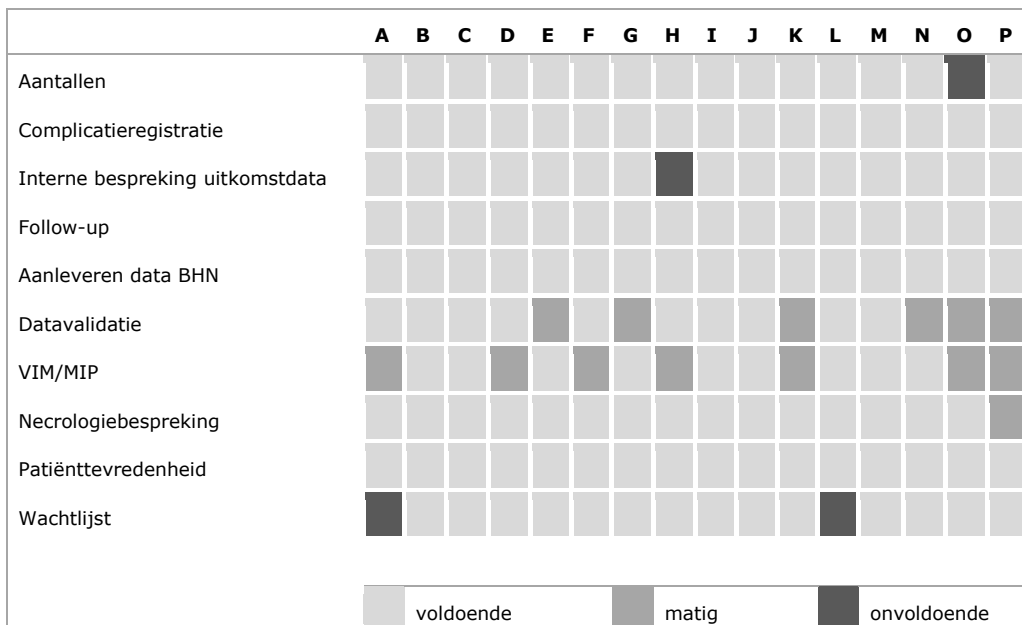 A B C D E F G H I J K L M N O P
Aantallen
Complicatieregistratie
Interne bespreking uitkomstdata
Follow-up
Aanleveren data BHN
Datavalidatie
VIM/MIP
Necrologiebespreking
Patiënttevredenheid
Wachtlijst
voldoende matig onvoldoende